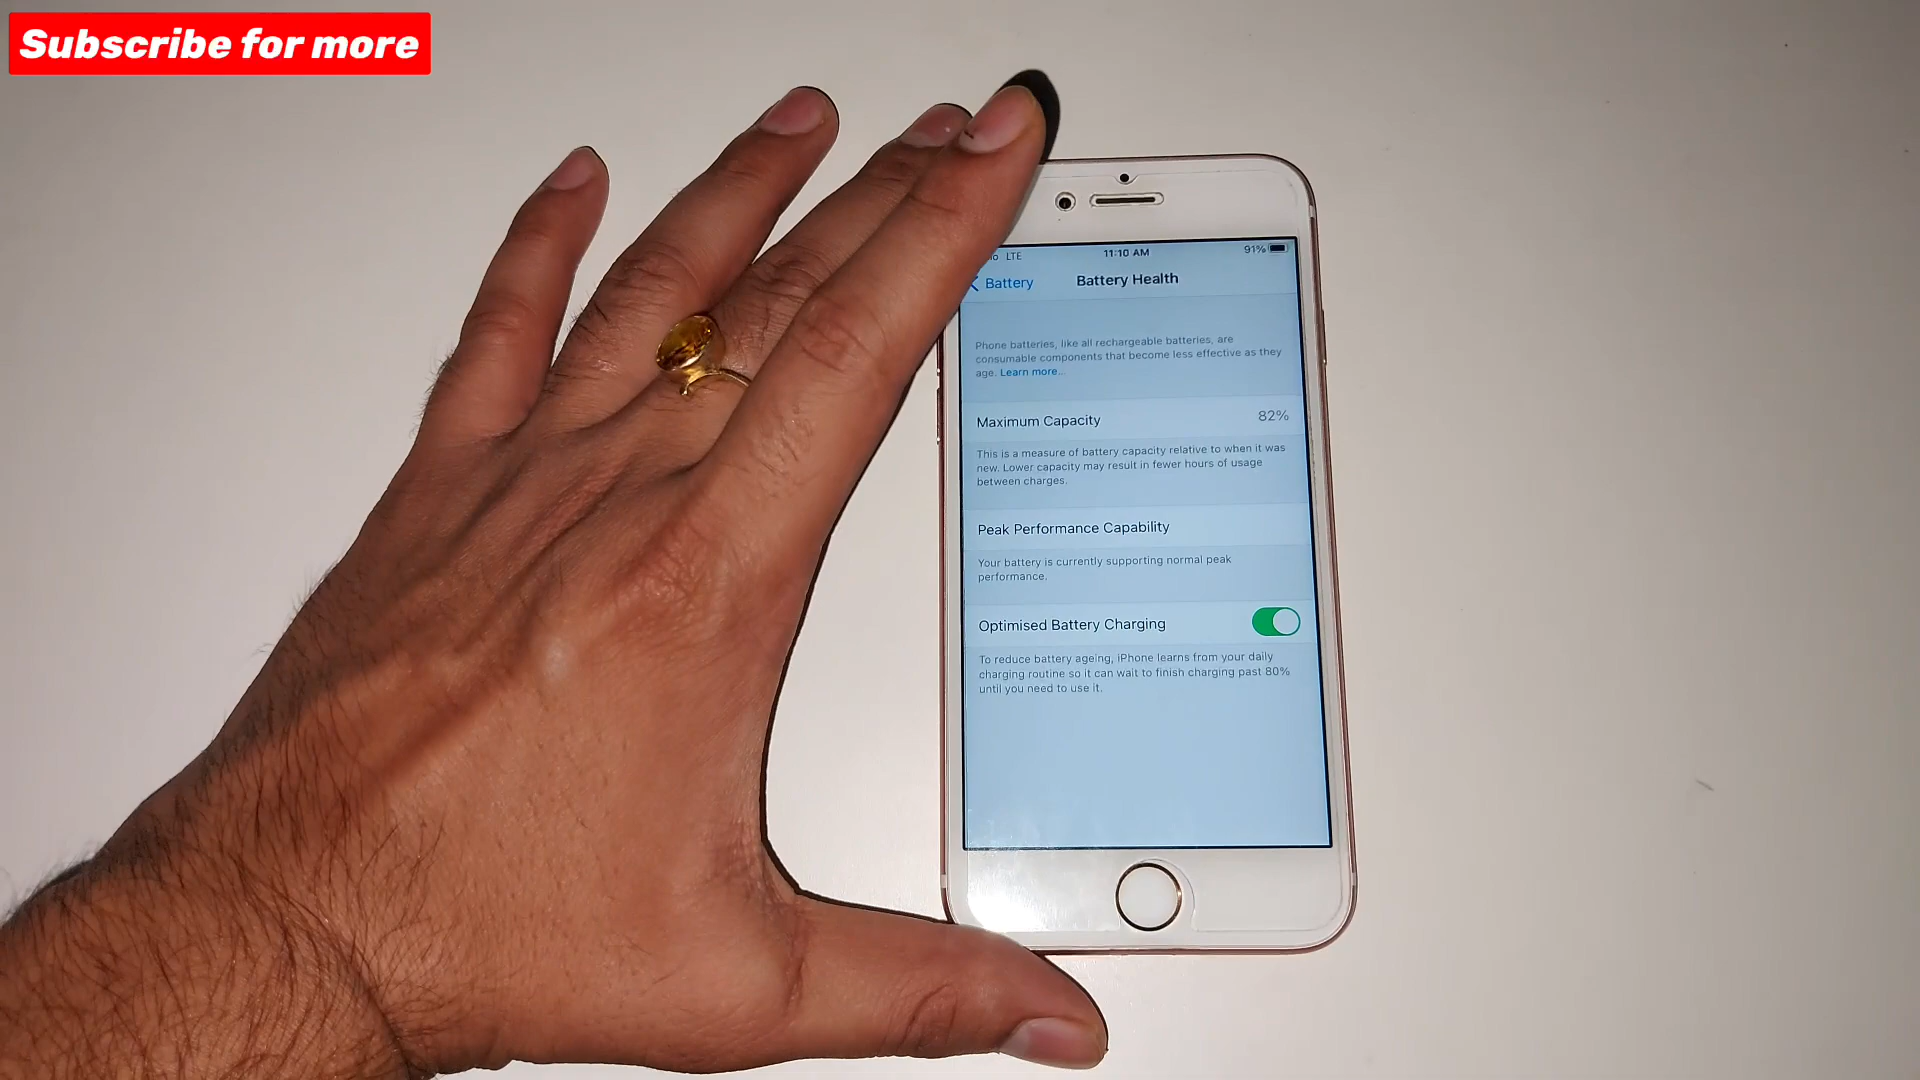 Subscribe for more
LTE 11:10 AM 91%
Battery Battery Health
Phone batteries, like all rechargeable batteries, are
consumable components that become less effective as they
age. Learn more...
Maximum Capacity 82%
This is a measure of battery capacity relative to when it was
new. Lower capacity may result in fewer hours of usage
between charges.
Peak Performance Capability
Your battery is currently supporting normal peak
performance.
Optimised Battery Charging
To reduce battery ageing, iPhone learns from your daily
charging routine so it can wait to finish charging past 80%
until you need to use it.